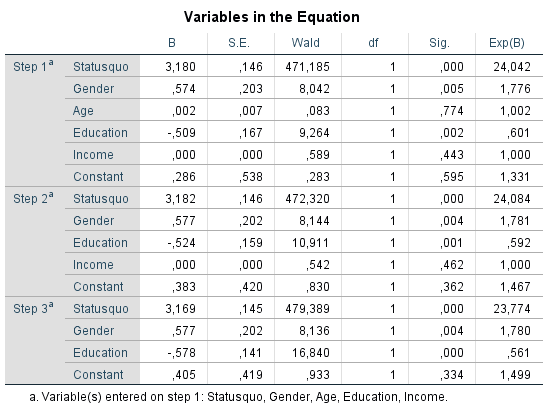 Variables in the Equation
B S.E. Wald df Sig. Exp(B)
Step 1a Statusquo 3,180 ,146 471,185 1 ,000 24,042
Gender ,574 ,203 8,042 1 ,005 1,776
Age ,002 ,007 ,083 1 ,774 1,002
Education -,509 ,167 9,264 1 ,002 ,601
Income ,000 ,000 ,589 1 ,443 1,000
Constant ,286 ,538 ,283 1 ,595 1,331
Step 2a Statusquo 3,182 ,146 472,320 1 ,000 24,084
Gender ,577 ,202 8,144 1 ,004 1,781
Education -,524 ,159 10,911 1 ,001 ,592
Income ,000 ,000 ,542 1 ,462 1,000
Constant ,383 ,420 ,830 1 ,362 1,467
Step 3a Statusquo 3,169 ,145 479,389 1 ,000 23,774
Gender ,577 ,202 8,136 1 ,004 1,780
Education -,578 ,141 16,840 1 ,000 ,561
Constant ,405 ,419 ,933 1 ,334 1,499
a. Variable(s) entered on step 1: Statusquo, Gender, Age, Education, Income.